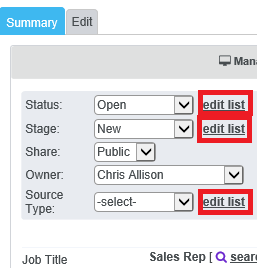 Summary Edit
Mana
Status: Open edit list
Stage: New edit list
Share: Public
Owner: Chris Allison
Source
Type: -select- edit list
Job Title Sales Rep [ sear